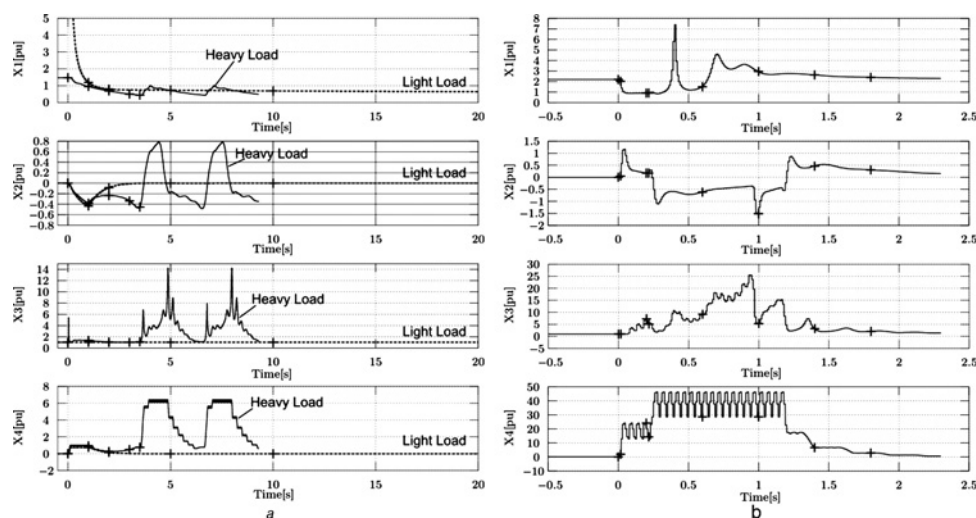 X1[pu]
5
4
3
2
1
0
Heavy Load
Light Load
0 5 10 15 20
Time[s]
X2[pu]
0.8
0.6
0.4
0.2
0
−0.2
−0.4
−0.6
−0.8
Heavy Load
Light Load
0 5 10 15 20
Time[s]
X3[pu]
14
12
10
8
6
4
2
0
Heavy Load
Light Load
0 5 10 15 20
Time[s]
X4[pu]
8
6
4
2
0
−2
Heavy Load
Light Load
0 5 10 15 20
Time[s]
a
X1[pu]
8
7
6
5
4
3
2
1
0
−0.5 0 0.5 1 1.5 2 2.5
Time[s]
X2[pu]
1.5
1
0.5
0
−0.5
−1
−1.5
−2
−0.5 0 0.5 1 1.5 2 2.5
Time[s]
X3[pu]
30
25
20
15
10
5
0
−5
−0.5 0 0.5 1 1.5 2 2.5
Time[s]
X4[pu]
50
40
30
20
10
0
−10
−0.5 0 0.5 1 1.5 2 2.5
Time[s]
b